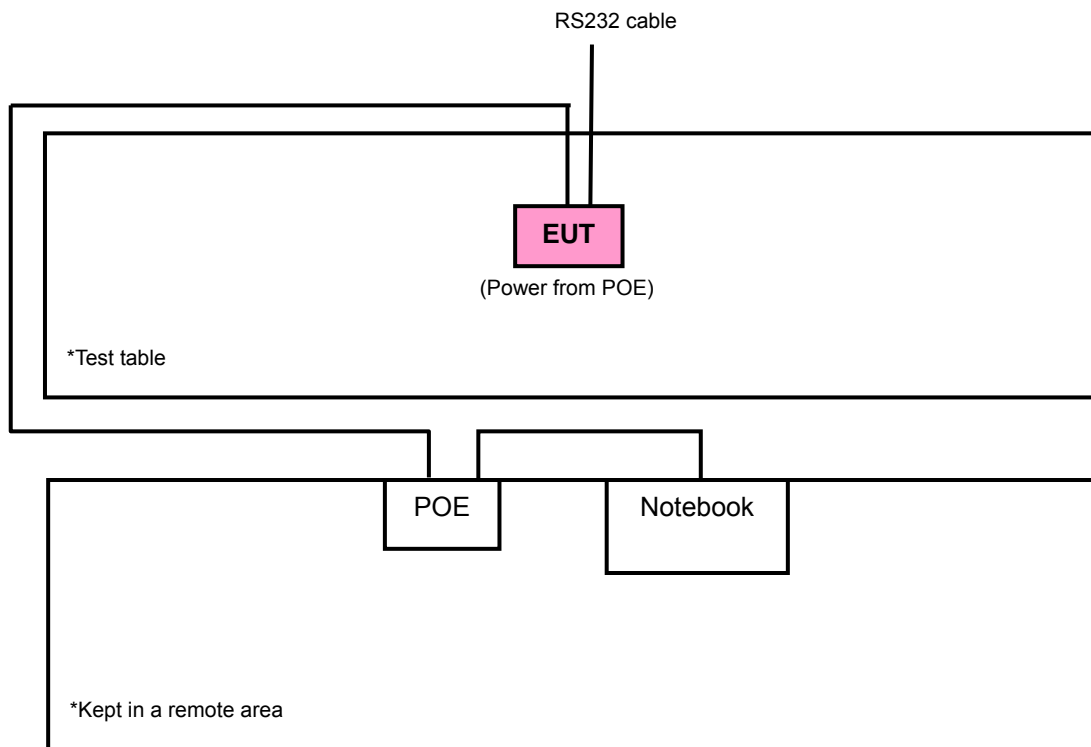 RS232 cable
EUT
(Power from POE)
*Test table
POE
Notebook
*Kept in a remote area